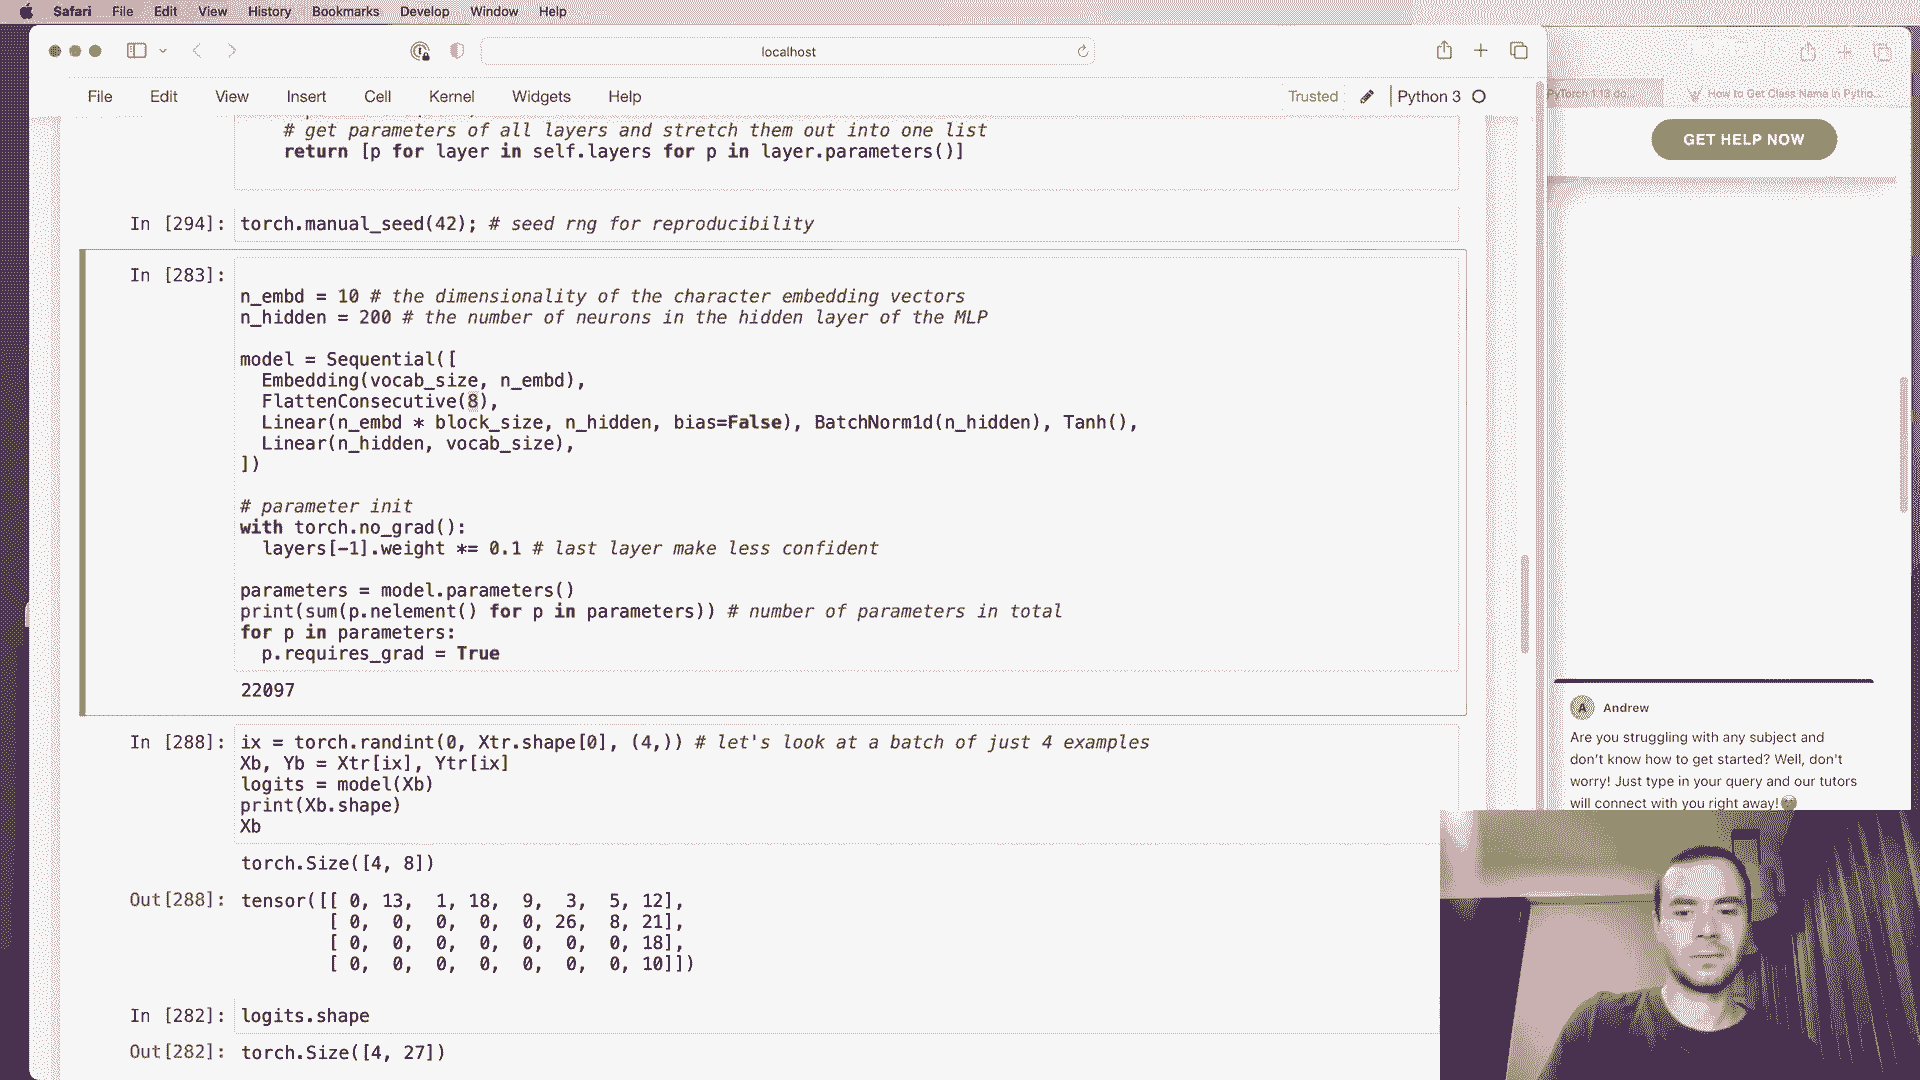 Safari File Edit View History Bookmarks Develop Window Help
localhost
File Edit View Insert Cell Kernel Widgets Help Trusted Python 3
PyTorch 1.13 do... How to Get Class Name in Pytho...
GET HELP NOW
# get parameters of all layers and stretch them out into one list
return [p for layer in self.layers for p in layer.parameters()]
In [294]: torch.manual_seed(42); # seed rng for reproducibility
In [283]:
n_embd = 10 # the dimensionality of the character embedding vectors
n_hidden = 200 # the number of neurons in the hidden layer of the MLP
model = Sequential([
Embedding(vocab_size, n_embd),
FlattenConsecutive(8),
Linear(n_embd * block_size, n_hidden, bias=False), BatchNorm1d(n_hidden), Tanh(),
Linear(n_hidden, vocab_size),
])
# parameter init
with torch.no_grad():
layers[-1].weight *= 0.1 # last layer make less confident
parameters = model.parameters()
print(sum(p.nelement() for p in parameters)) # number of parameters in total
for p in parameters:
p.requires_grad = True
22097
In [288]: ix = torch.randint(0, Xtr.shape[0], (4,)) # let's look at a batch of just 4 examples
Xb, Yb = Xtr[ix], Ytr[ix]
logits = model(Xb)
print(Xb.shape)
Xb
torch.Size([4, 8])
Out[288]: tensor([[ 0, 13, 1, 18, 9, 3, 5, 12],
[ 0, 0, 0, 0, 0, 26, 8, 21],
[ 0, 0, 0, 0, 0, 0, 0, 18],
[ 0, 0, 0, 0, 0, 0, 0, 10]])
In [282]: logits.shape
Out[282]: torch.Size([4, 27])
A Andrew
Are you struggling with any subject and
don't know how to get started? Well, don't
worry! Just type in your query and our tutors
will connect with you right away!